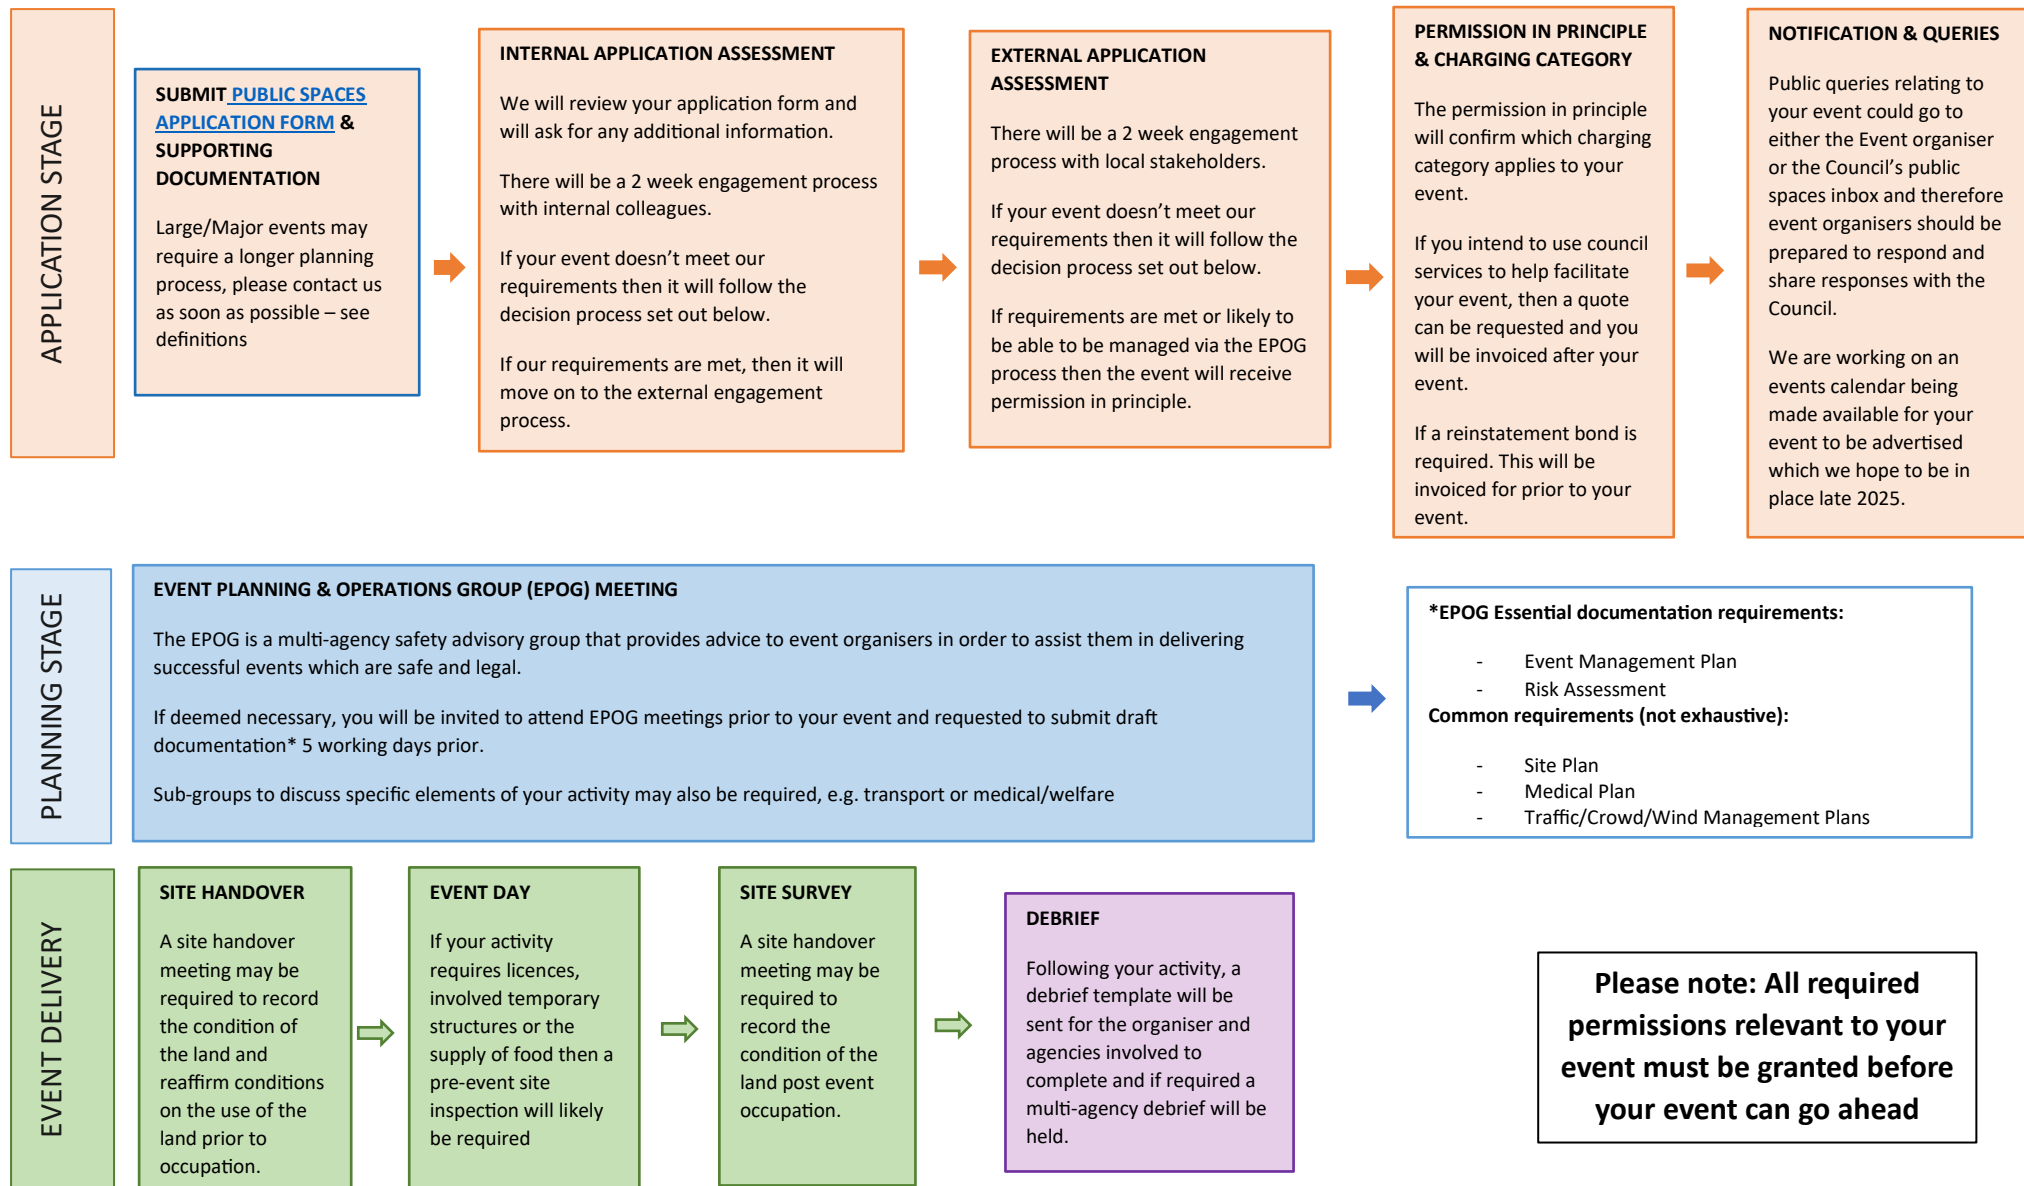 APPLICATION STAGE
SUBMIT PUBLIC SPACES
APPLICATION FORM &
SUPPORTING
DOCUMENTATION
Large/Major events may
require a longer planning
process, please contact us
as soon as possible – see
definitions
INTERNAL APPLICATION ASSESSMENT
We will review your application form and
will ask for any additional information.
There will be a 2 week engagement process
with internal colleagues.
If your event doesn’t meet our
requirements then it will follow the
decision process set out below.
If our requirements are met, then it will
move on to the external engagement
process.
EXTERNAL APPLICATION
ASSESSMENT
There will be a 2 week engagement
process with local stakeholders.
If your event doesn’t meet our
requirements then it will follow the
decision process set out below.
If requirements are met or likely to
be able to be managed via the EPOG
process then the event will receive
permission in principle.
PERMISSION IN PRINCIPLE
& CHARGING CATEGORY
The permission in principle
will confirm which charging
category applies to your
event.
If you intend to use council
services to help facilitate
your event, then a quote
can be requested and you
will be invoiced after your
event.
If a reinstatement bond is
required. This will be
invoiced for prior to your
event.
NOTIFICATION & QUERIES
Public queries relating to
your event could go to
either the Event organiser
or the Council’s public
spaces inbox and therefore
event organisers should be
prepared to respond and
share responses with the
Council.
We are working on an
events calendar being
made available for your
event to be advertised
which we hope to be in
place late 2025.
PLANNING STAGE
EVENT PLANNING & OPERATIONS GROUP (EPOG) MEETING
The EPOG is a multi-agency safety advisory group that provides advice to event organisers in order to assist them in delivering
successful events which are safe and legal.
If deemed necessary, you will be invited to attend EPOG meetings prior to your event and requested to submit draft
documentation* 5 working days prior.
Sub-groups to discuss specific elements of your activity may also be required, e.g. transport or medical/welfare
*EPOG Essential documentation requirements:
- Event Management Plan
- Risk Assessment
Common requirements (not exhaustive):
- Site Plan
- Medical Plan
- Traffic/Crowd/Wind Management Plans
EVENT DELIVERY
SITE HANDOVER
A site handover
meeting may be
required to record
the condition of
the land and
reaffirm conditions
on the use of the
land prior to
occupation.
EVENT DAY
If your activity
requires licences,
involved temporary
structures or the
supply of food then a
pre-event site
inspection will likely
be required
SITE SURVEY
A site handover
meeting may be
required to
record the
condition of the
land post event
occupation.
DEBRIEF
Following your activity, a
debrief template will be
sent for the organiser and
agencies involved to
complete and if required a
multi-agency debrief will be
held.
Please note: All required
permissions relevant to your
event must be granted before
your event can go ahead